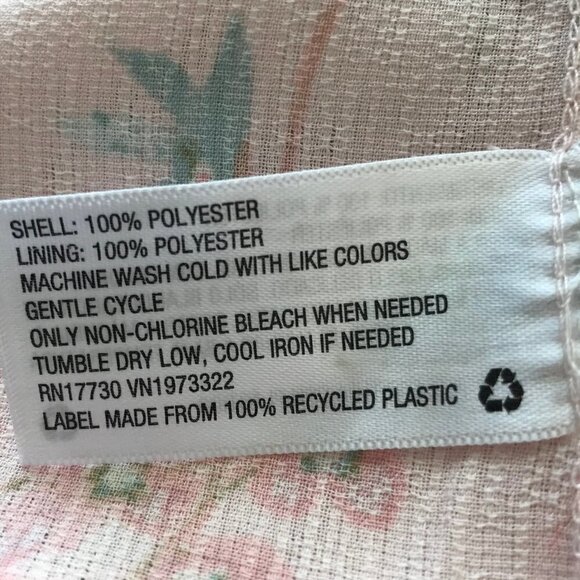 SHELL: 100% POLYESTER
LINING: 100% POLYESTER
MACHINE WASH COLD WITH LIKE COLORS
GENTLE CYCLE
ONLY NON-CHLORINE BLEACH WHEN NEEDED
TUMBLE DRY LOW, COOL IRON IF NEEDED
RN17730 VN1973322
LABEL MADE FROM 100% RECYCLED PLASTIC